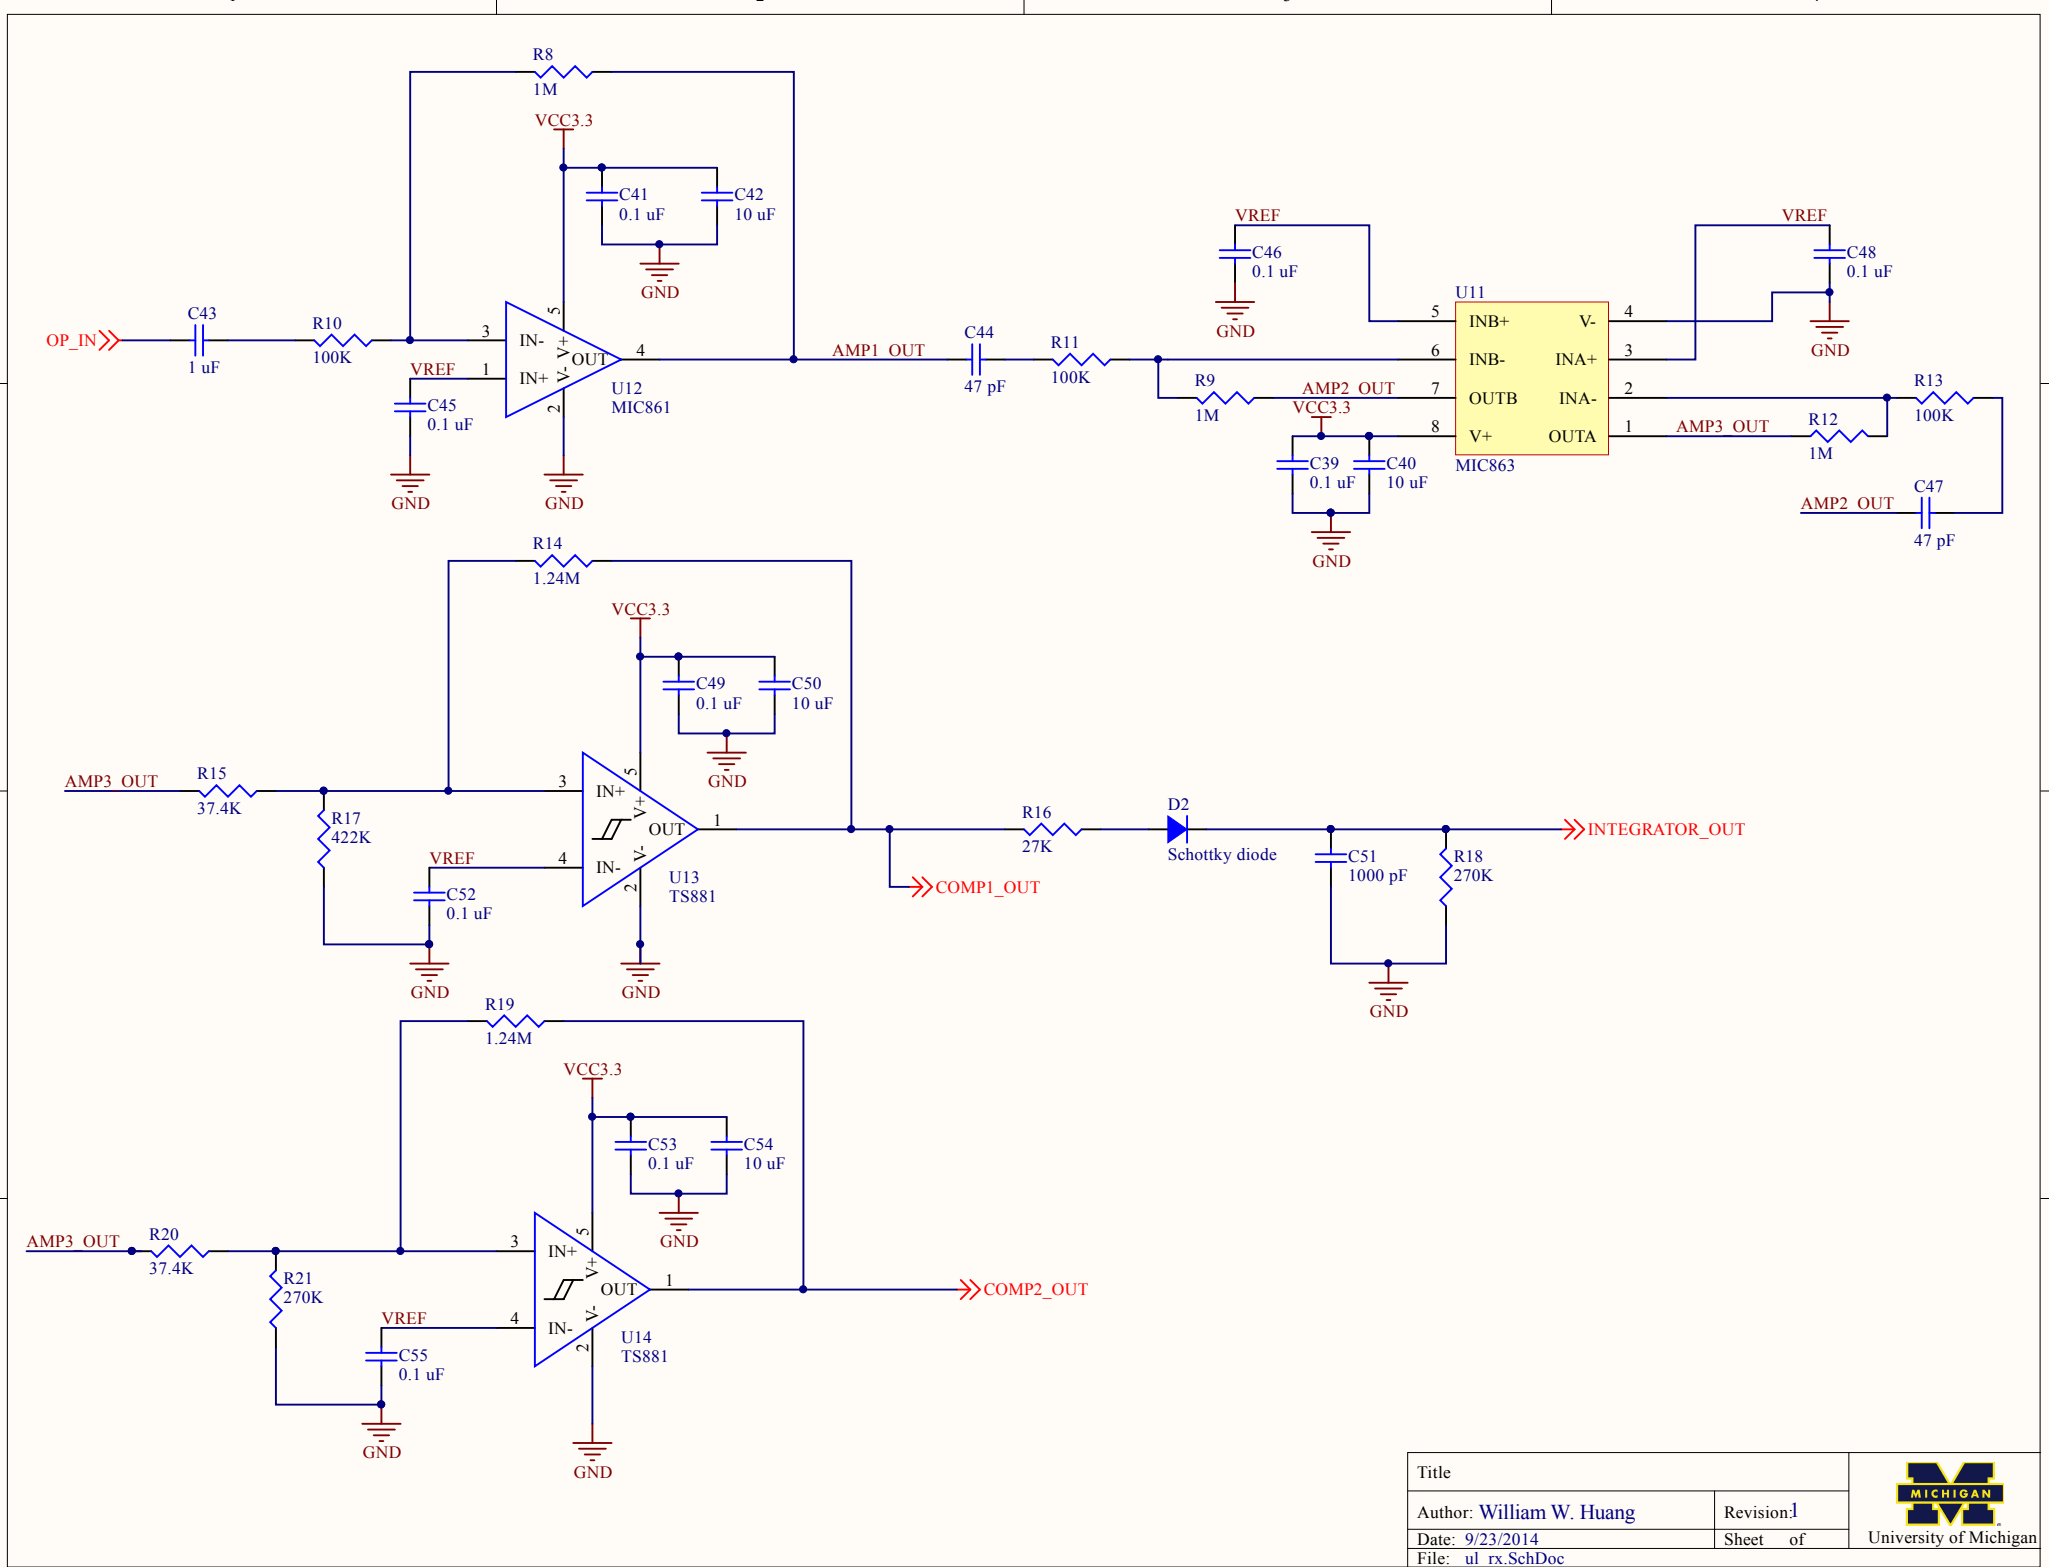 R8
1M
VCC3.3
C41
0.1 uF
C42
10 uF
GND
OP_IN
C43
1 uF
R10
100K
3
IN-
5
V+
OUT
4
VREF
1
IN+
V-
2
U12
MIC861
C45
0.1 uF
GND
GND
AMP1_OUT
C44
47 pF
R11
100K
VREF
C46
0.1 uF
GND
R9
1M
AMP2_OUT
VCC3.3
C39
0.1 uF
C40
10 uF
GND
U11
5
INB+
V-
4
6
INB-
INA+
3
7
OUTB
INA-
2
8
V+
OUTA
1
MIC863
VREF
C48
0.1 uF
GND
R13
100K
AMP3_OUT
R12
1M
AMP2_OUT
C47
47 pF
R14
1.24M
VCC3.3
C49
0.1 uF
C50
10 uF
GND
AMP3_OUT
R15
37.4K
R17
422K
3
IN+
5
V+
OUT
1
VREF
4
IN-
V-
2
U13
TS881
C52
0.1 uF
GND
GND
COMP1_OUT
R16
27K
D2
Schottky diode
C51
1000 pF
R18
270K
GND
INTEGRATOR_OUT
R19
1.24M
VCC3.3
C53
0.1 uF
C54
10 uF
GND
AMP3_OUT
R20
37.4K
R21
270K
3
IN+
5
V+
OUT
1
COMP2_OUT
VREF
4
IN-
V-
2
U14
TS881
C55
0.1 uF
GND
GND
Title
Author: William W. Huang
Revision:1
Date: 9/23/2014
Sheet of
File: ul_rx.SchDoc
MICHIGAN
University of Michigan